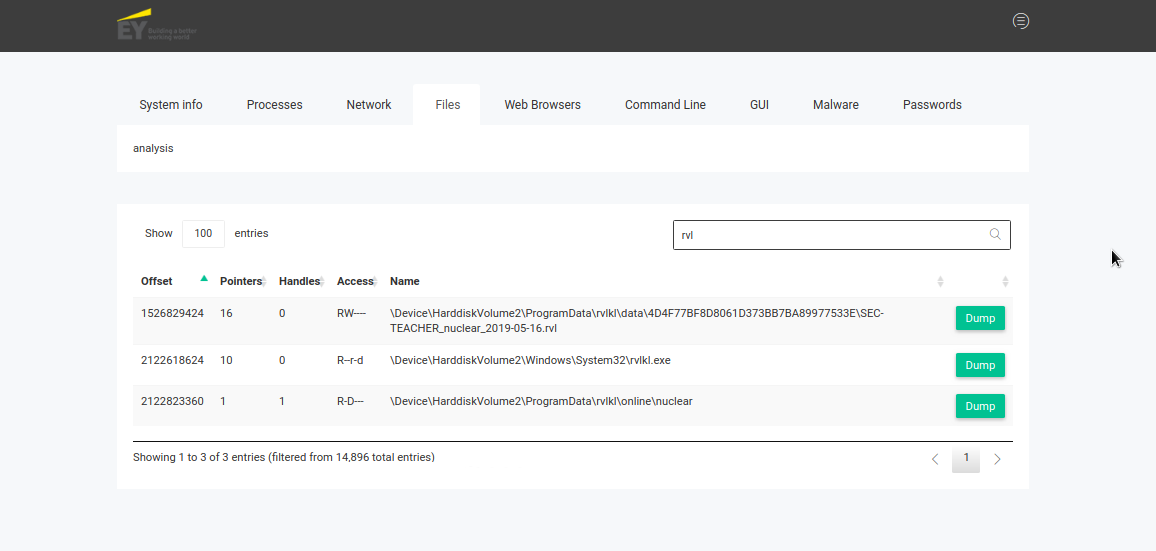 EY Building a better
working world
System info Processes Network Files Web Browsers Command Line GUI Malware Passwords
analysis
Show 100 entries rvl
Offset Pointers Handles Access Name
1526829424 16 0 RW---- \Device\HarddiskVolume2\ProgramData\rvlkl\data\4D4F77BF8D8061D373BB7BA89977533E\SEC-
TEACHER_nuclear_2019-05-16.rvl Dump
2122618624 10 0 R--r-d \Device\HarddiskVolume2\Windows\System32\rvlkl.exe Dump
2122823360 1 1 R-D--- \Device\HarddiskVolume2\ProgramData\rvlkl\online\nuclear Dump
Showing 1 to 3 of 3 entries (filtered from 14,896 total entries) 1